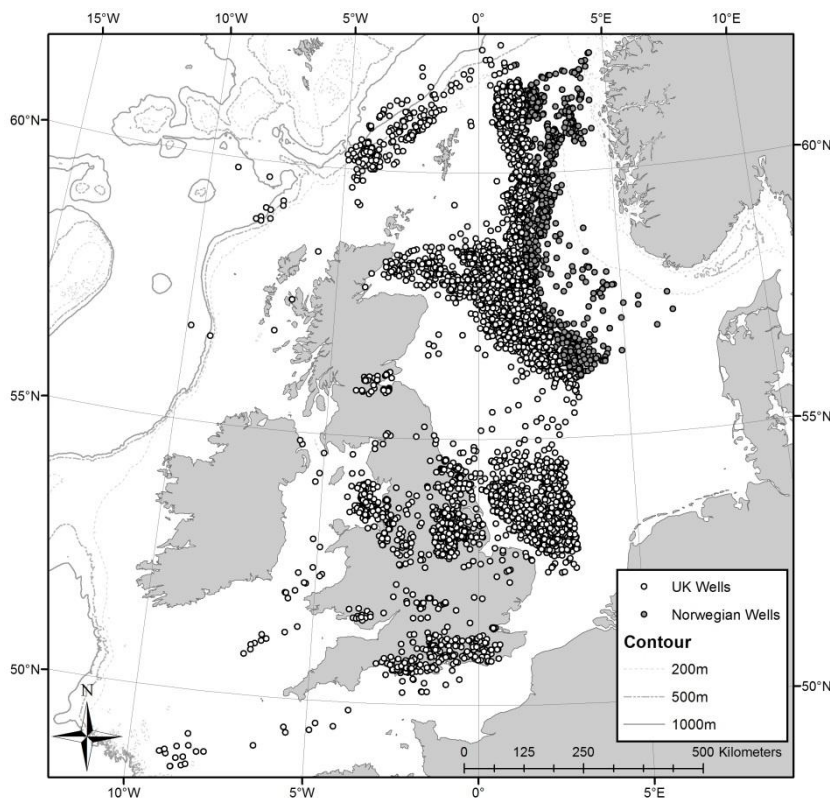 15°W 10°W 5°W 0° 5°E 10°E
60°N 60°N
55°N 55°N
50°N 50°N
UK Wells
Norwegian Wells
Contour
200m
500m
1000m
N
0 125 250 500 Kilometers
10°W 5°W 0° 5°E